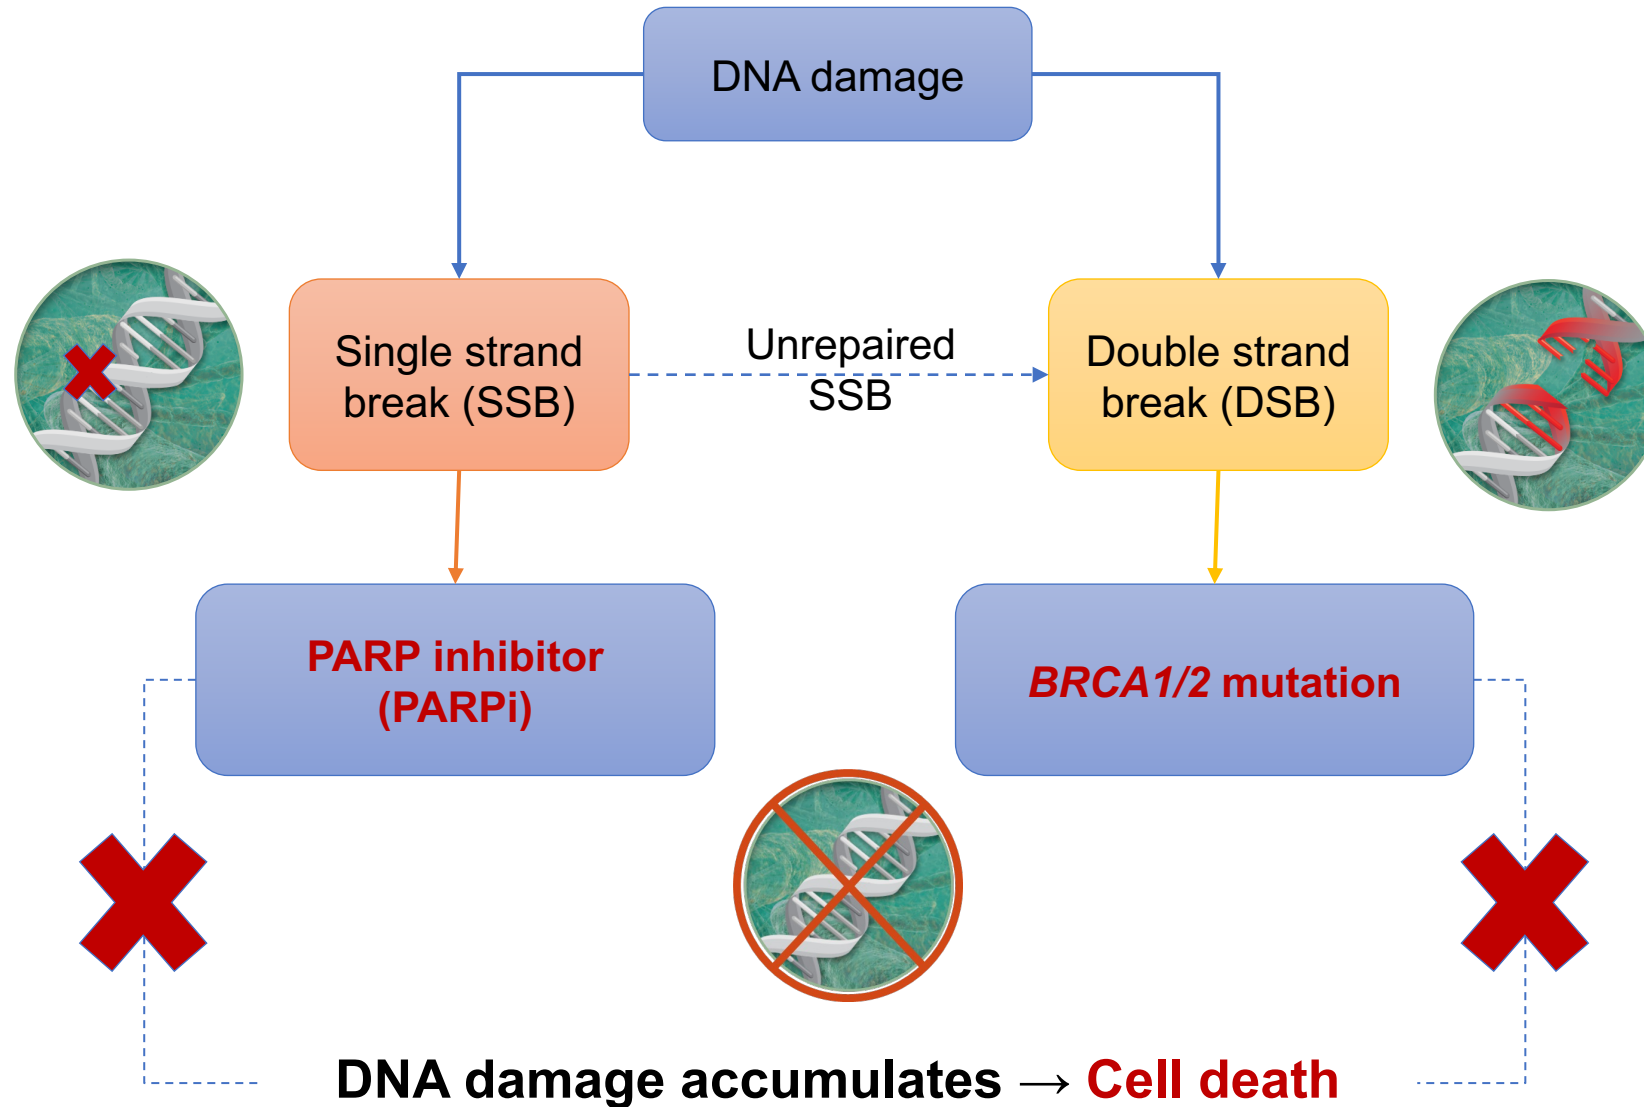 DNA damage
Single strand
break (SSB)
Unrepaired
SSB
Double strand
break (DSB)
PARP inhibitor
(PARPi)
BRCA1/2 mutation
DNA damage accumulates → Cell death